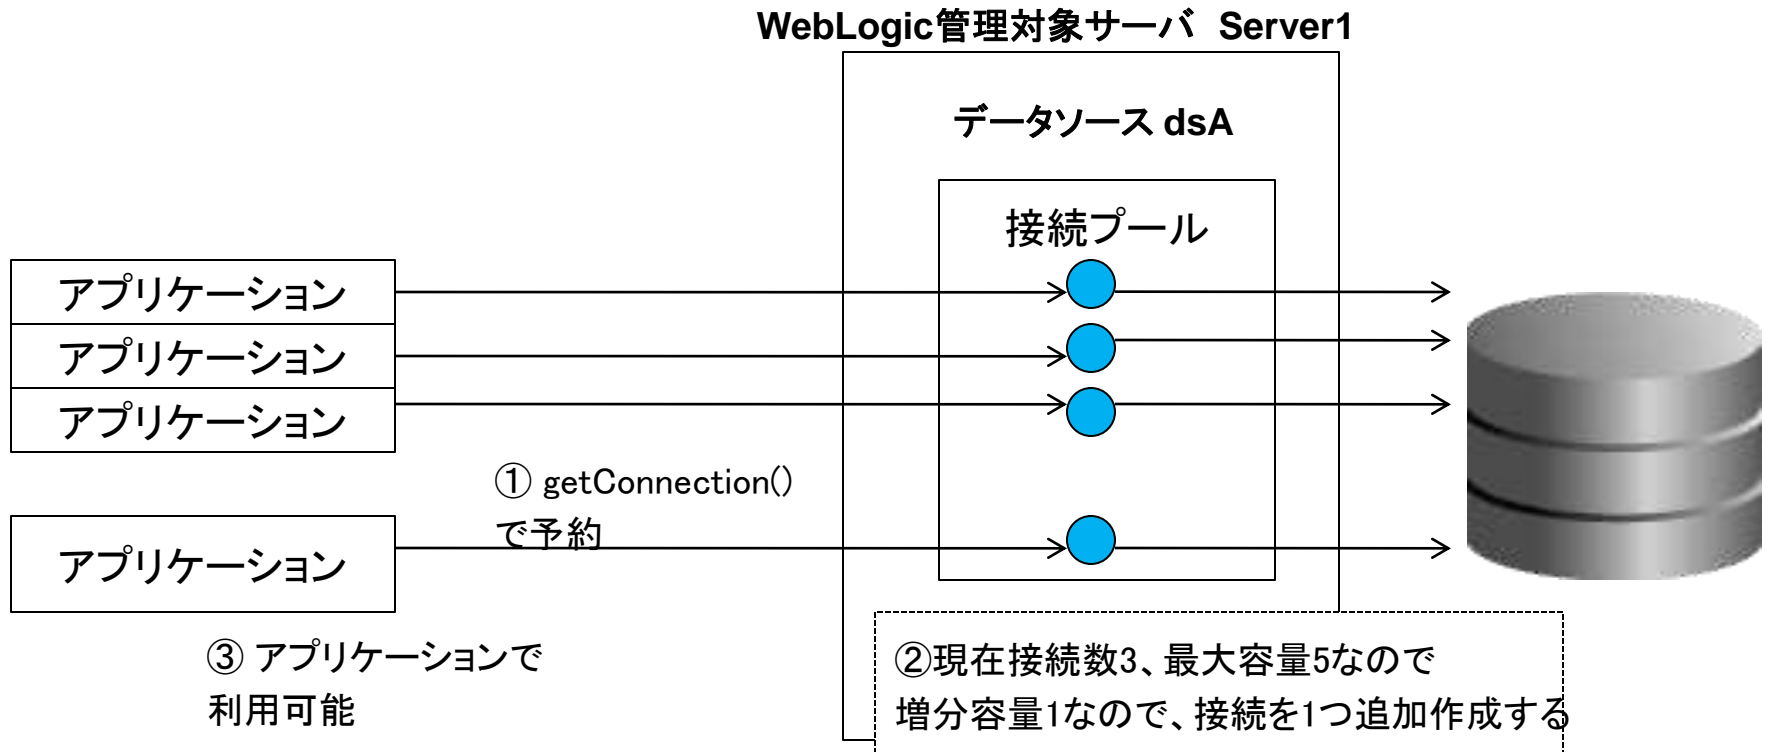 WebLogic管理対象サーバ Server1
データソース dsA
接続プール
アプリケーション
アプリケーション
アプリケーション
① getConnection()
で予約
アプリケーション
③ アプリケーションで
利用可能
②現在接続数3、最大容量5なので
増分容量1なので、接続を1つ追加作成する